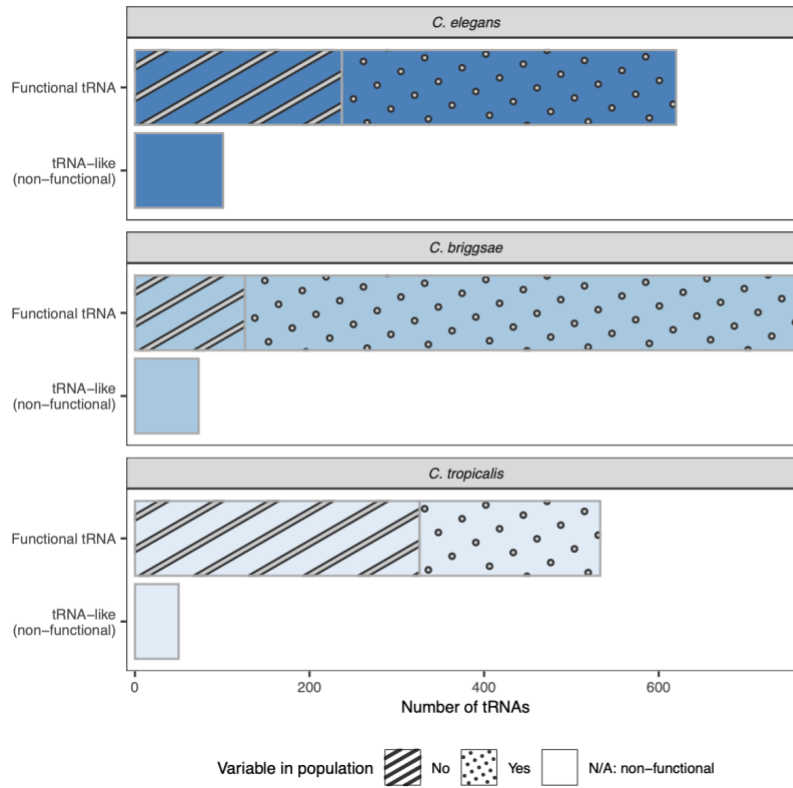 C. elegans
Functional tRNA
tRNA−like
(non−functional)
C. briggsae
Functional tRNA
tRNA−like
(non−functional)
C. tropicalis
Functional tRNA
tRNA−like
(non−functional)
0 200 400 600
Number of tRNAs
Variable in population No Yes N/A: non−functional